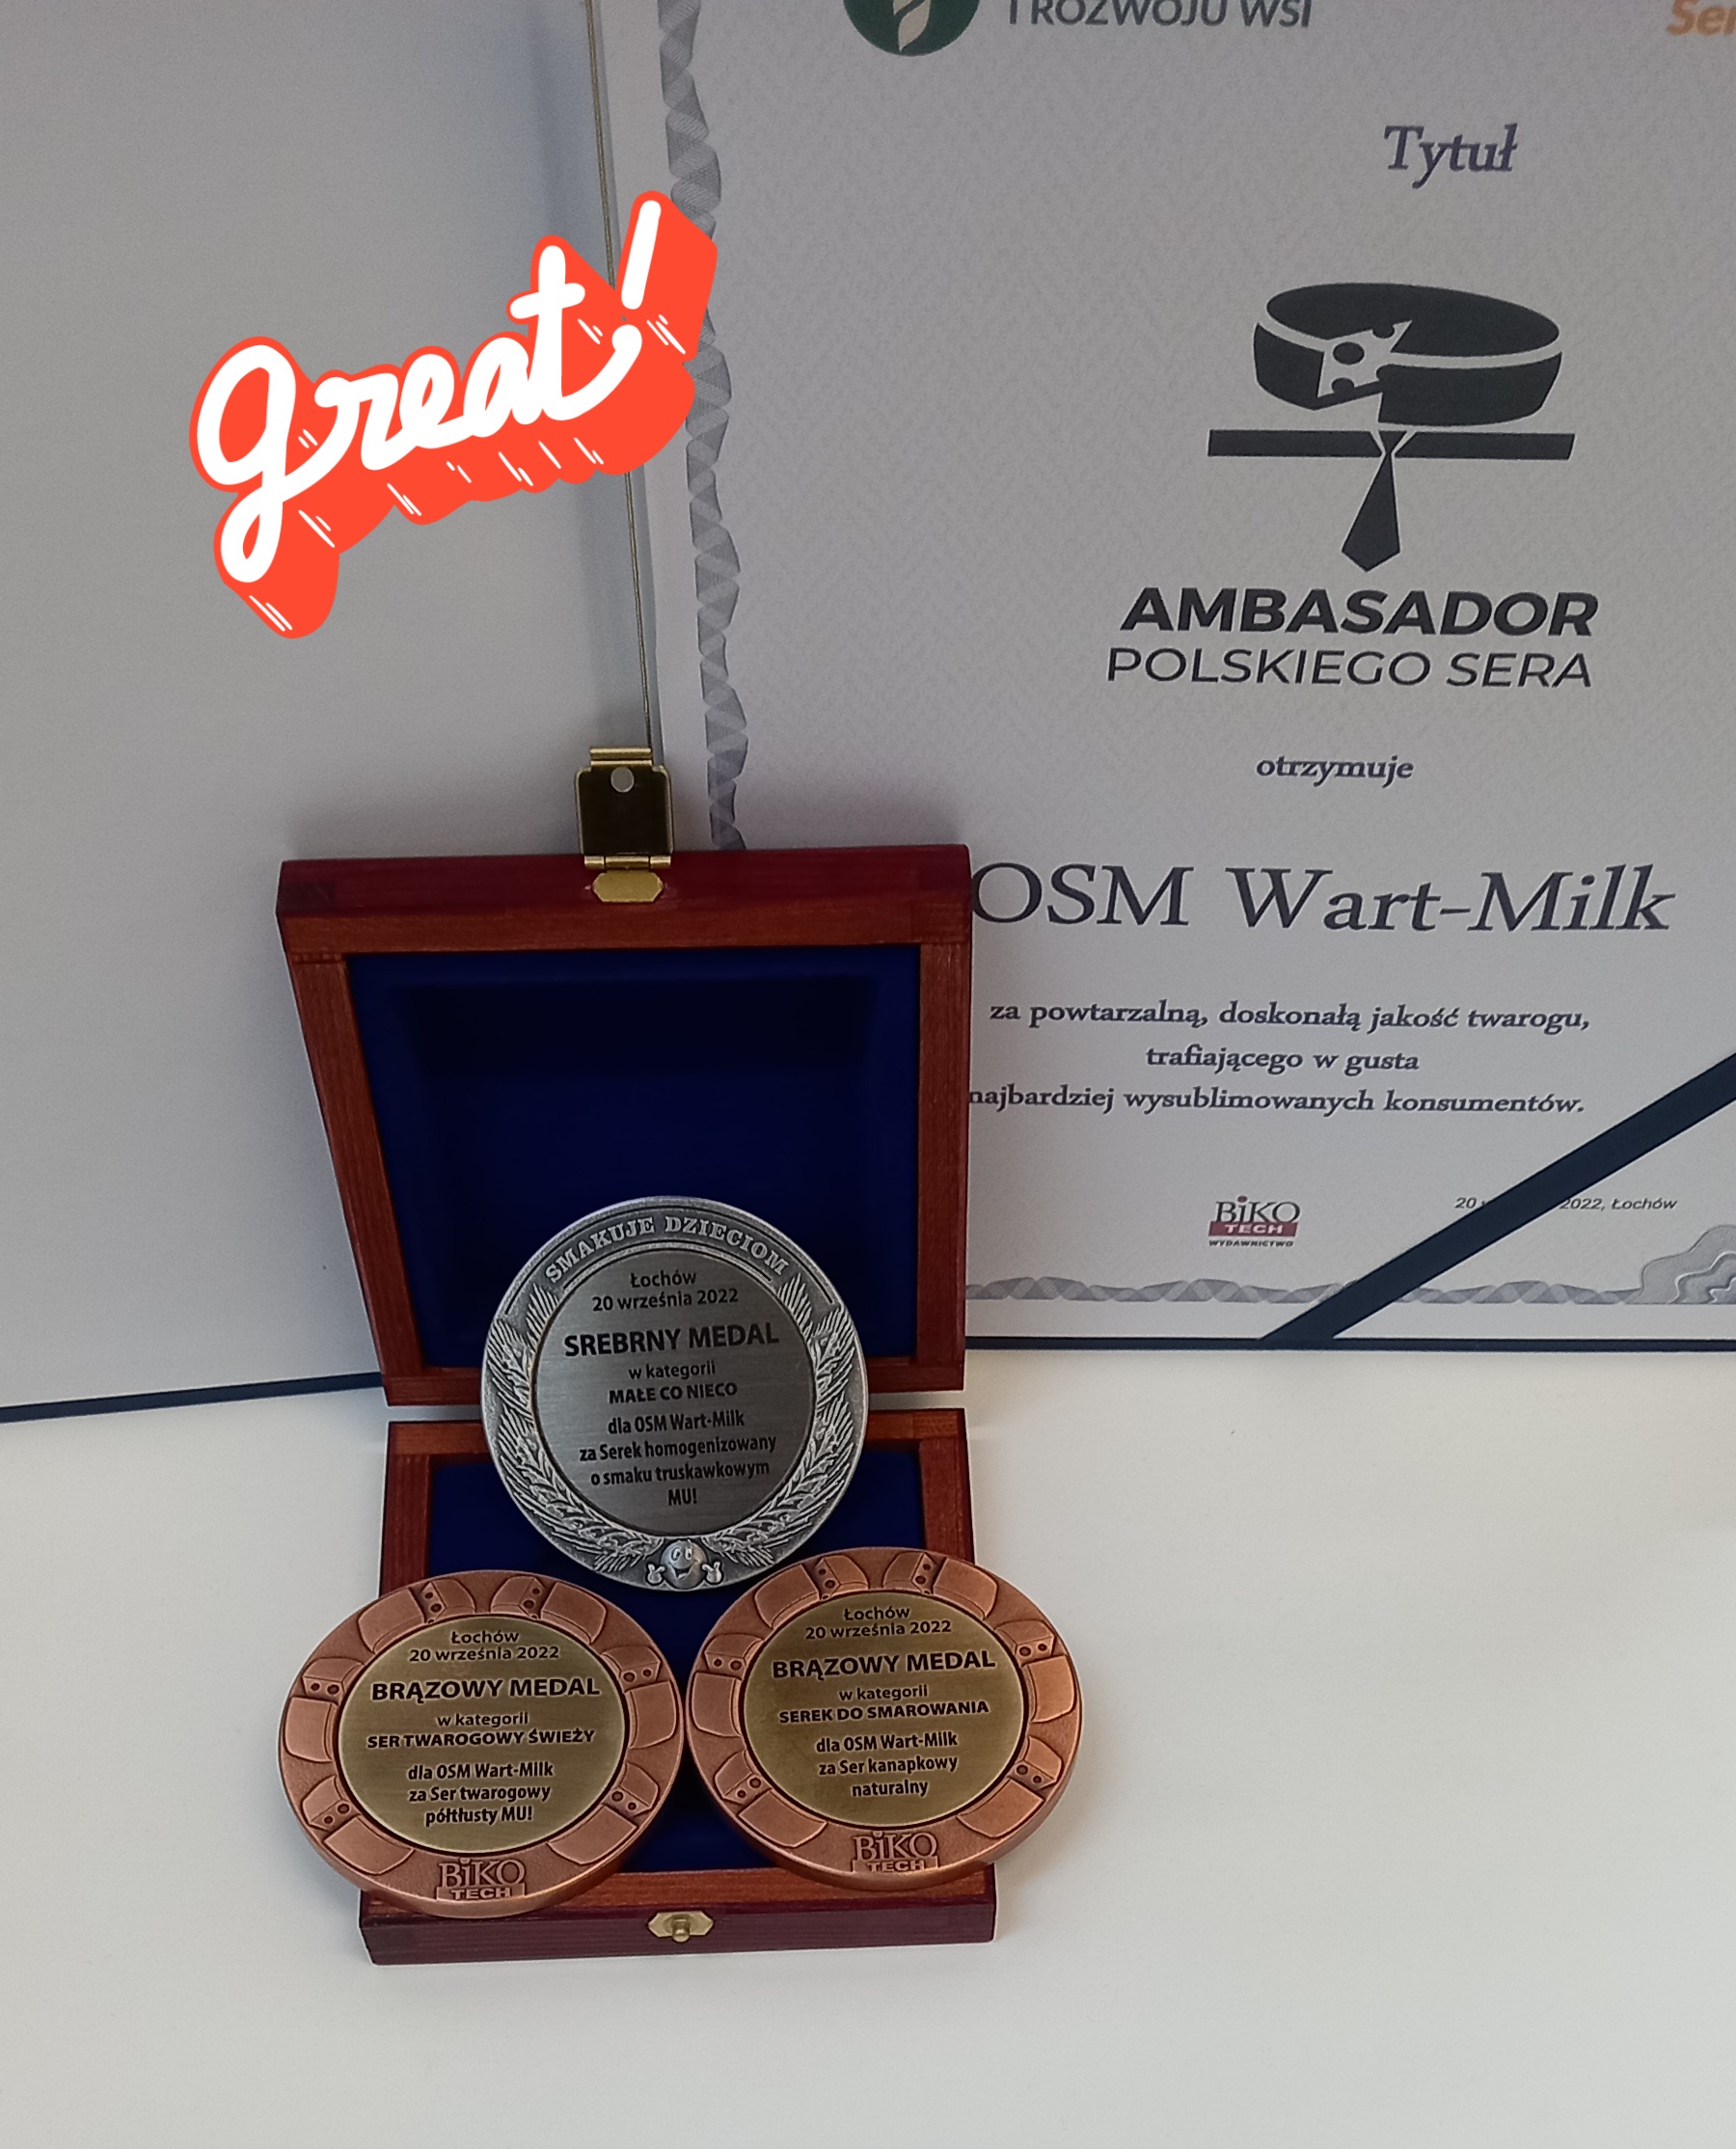 I ROZWOJU WSI
Tytuł
great!
AMBASADOR
POLSKIEGO SERA
otrzymuje
OSM Wart-Milk
za powtarzalną, doskonałą jakość twarogu,
trafiającego w gusta
najbardziej wysublimowanych konsumentów.
BiKO
TECH
WYDAWNICTWO
20 2022, Łochów
SMAKUJE DZIECIOM
Łochów
20 września 2022
SREBRNY MEDAL
w kategorii
MAŁE CO NIECO
dla OSM Wart-Milk
za Serek homogenizowany
o smaku truskawkowym
MU!
Łochów
20 września 2022
BRĄZOWY MEDAL
w kategorii
SER TWAROGOWY ŚWIEŻY
dla OSM Wart-Milk
za Ser twarogowy
półtłusty MU!
BiKO
TECH
Łochów
20 września 2022
BRĄZOWY MEDAL
w kategorii
SEREK DO SMAROWANIA
dla OSM Wart-Milk
za Ser kanapkowy
naturalny
BiKO
TECH